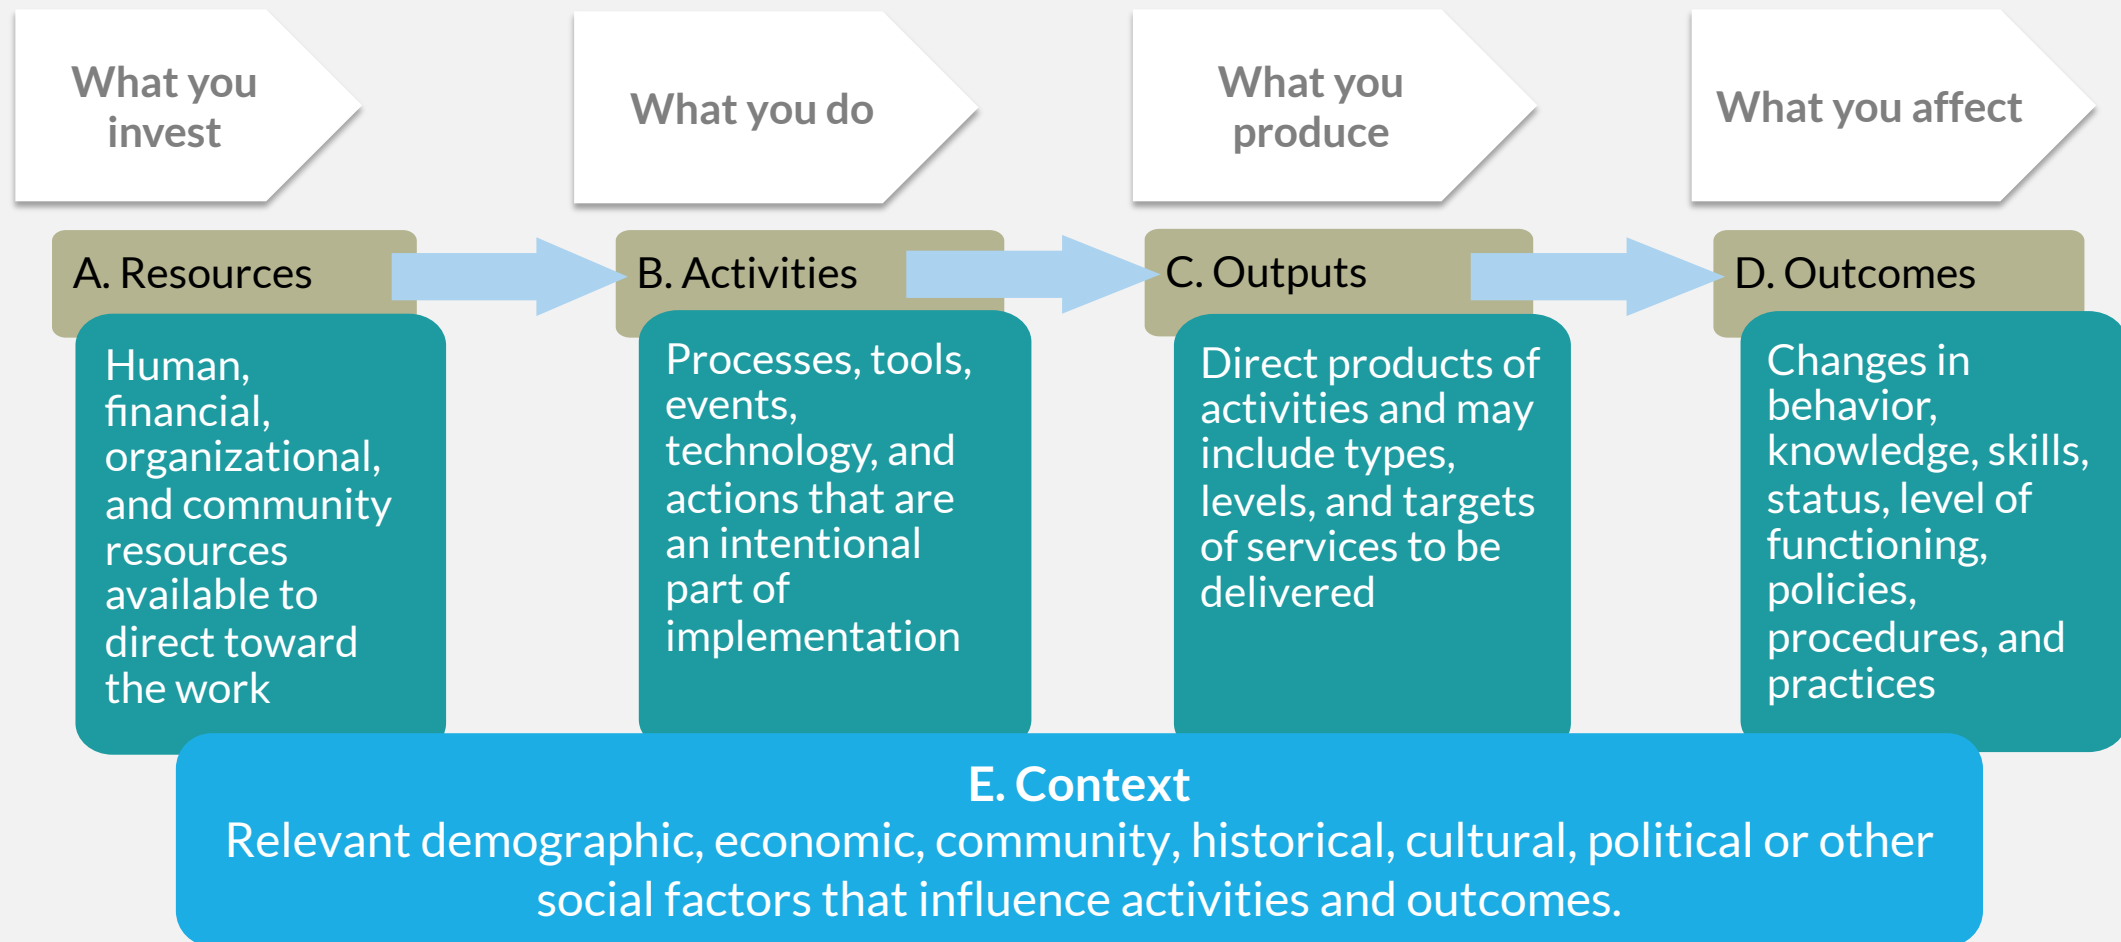 What you
invest
What you do
What you
produce
What you affect
A. Resources
B. Activities
C. Outputs
D. Outcomes
Human,
financial,
organizational,
and community
resources
available to
direct toward
the work
Processes, tools,
events,
technology, and
actions that are
an intentional
part of
implementation
Direct products of
activities and may
include types,
levels, and targets
of services to be
delivered
Changes in
behavior,
knowledge, skills,
status, level of
functioning,
policies,
procedures, and
practices
E. Context
Relevant demographic, economic, community, historical, cultural, political or other
social factors that influence activities and outcomes.